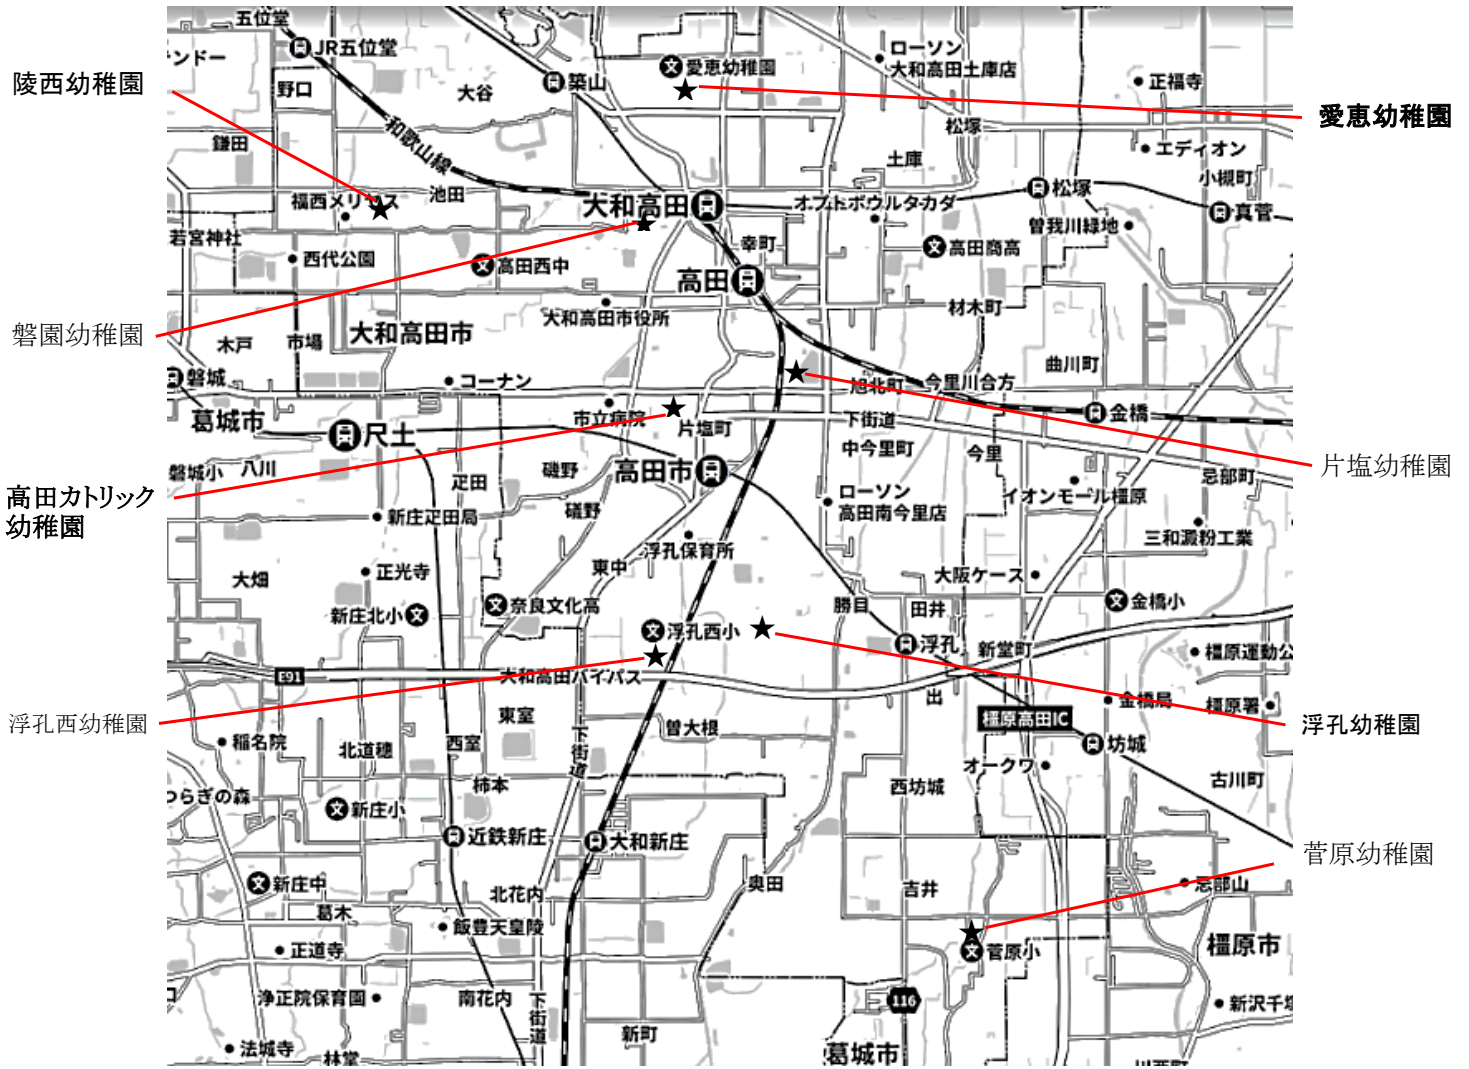 五位堂
JR五位堂
ンドー
野口
築山
大谷
愛恵幼稚園
ローソン
大和高田土庫店
正福寺
陵西幼稚園
愛恵幼稚園
和歌山線
松塚
鎌田
土庫
エディオン
小槻町
池田
松塚
福西メリヤス
大和高田
オプトボウルタカダ
真菅
曽我川緑地
若宮神社
幸町
高田商高
西代公園
高田西中
高田
材木町
大和高田市役所
磐園幼稚園
大和高田市
木戸
市場
曲川町
磐城
コーナン
旭北町
今里川合方
金橋
葛城市
尺土
市立病院
片塩町
下街道
中今里町
今里
片塩幼稚園
磐城小
八川
磯野
高田市
疋田
忌部町
高田カトリック
幼稚園
ローソン
高田南今里店
イオンモール橿原
新庄疋田局
礒野
三和澱粉工業
浮孔保育所
東中
大畑
正光寺
大阪ケース
新庄北小
奈良文化高
勝目
田井
金橋小
浮孔西小
浮孔
新堂町
橿原運動公
E91
大和高田バイパス
出
金橋局
橿原署
浮孔西幼稚園
東室
曽大根
橿原高田IC
浮孔幼稚園
稲名院
北道穂
西室
下街道
坊城
オークワ
古川町
つらぎの森
柿本
西坊城
新庄小
近鉄新庄
大和新庄
菅原幼稚園
新庄中
北花内
奥田
吉井
忌部山
葛木
飯豊天皇陵
正道寺
菅原小
橿原市
浄正院保育園
南花内
下街道
116
新沢千塚
新町
法城寺
林堂
葛城市
川西町